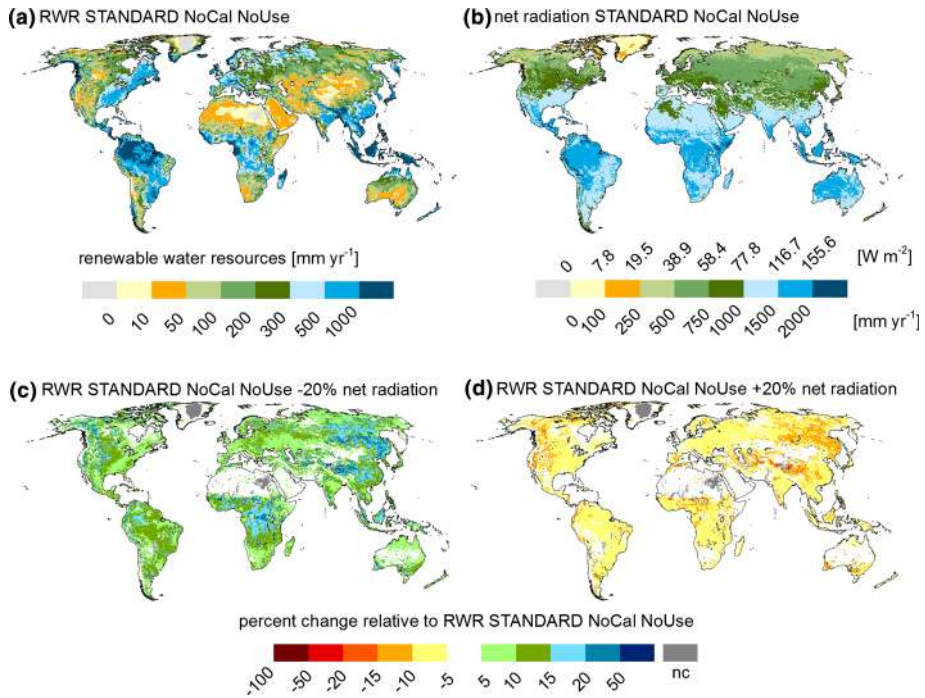 (a) RWR STANDARD NoCal NoUse
(b) net radiation STANDARD NoCal NoUse
renewable water resources [mm yr⁻¹]
0 10 50 100 200 300 500 1000
0 7.8 19.5 38.9 58.4 77.8 116.7 155.6 [W m⁻²]
0 100 250 500 750 1000 1500 2000 [mm yr⁻¹]
(c) RWR STANDARD NoCal NoUse -20% net radiation
(d) RWR STANDARD NoCal NoUse +20% net radiation
percent change relative to RWR STANDARD NoCal NoUse
-100 -50 -20 -15 -10 -5 5 10 15 20 50 nc